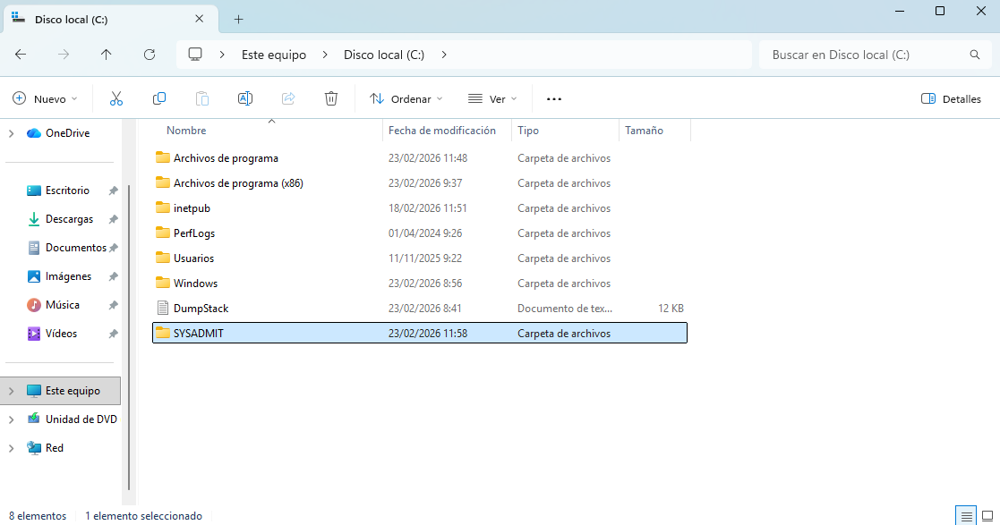 Disco local (C:)
Este equipo > Disco local (C:) >
Buscar en Disco local (C:)
Nuevo
Ordenar
Ver
Detalles
OneDrive
Escritorio
Descargas
Documentos
Imágenes
Música
Vídeos
Este equipo
Unidad de DVD
Red
Nombre Fecha de modificación Tipo Tamaño
Archivos de programa 23/02/2026 11:48 Carpeta de archivos
Archivos de programa (x86) 23/02/2026 9:37 Carpeta de archivos
inetpub 18/02/2026 11:51 Carpeta de archivos
PerfLogs 01/04/2024 9:26 Carpeta de archivos
Usuarios 11/11/2025 9:22 Carpeta de archivos
Windows 23/02/2026 8:56 Carpeta de archivos
DumpStack 23/02/2026 8:41 Documento de tex... 12 KB
SYSADMIT 23/02/2026 11:58 Carpeta de archivos
8 elementos 1 elemento seleccionado